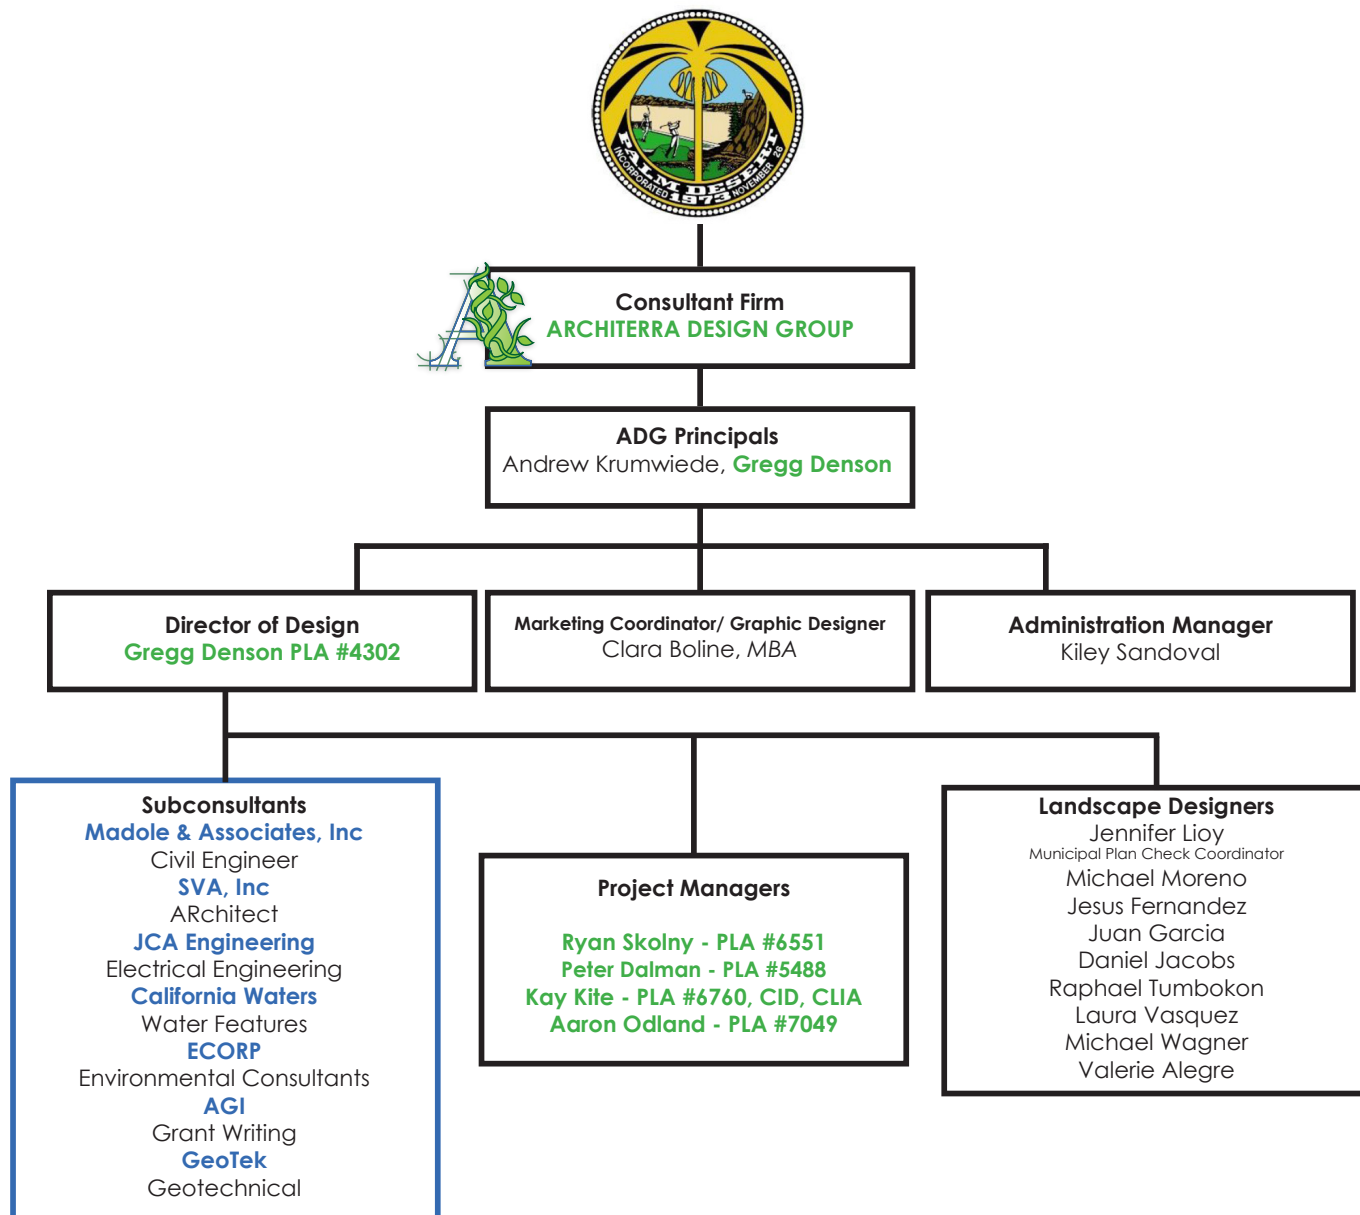 PALM DESERT
INCORPORATED 1973 NOVEMBER 26
Consultant Firm
ARCHITERRA DESIGN GROUP
ADG Principals
Andrew Krumwiede, Gregg Denson
Director of Design
Gregg Denson PLA #4302
Marketing Coordinator/ Graphic Designer
Clara Boline, MBA
Administration Manager
Kiley Sandoval
Subconsultants
Madole & Associates, Inc
Civil Engineer
SVA, Inc
ARchitect
JCA Engineering
Electrical Engineering
California Waters
Water Features
ECORP
Environmental Consultants
AGI
Grant Writing
GeoTek
Geotechnical
Project Managers
Ryan Skolny - PLA #6551
Peter Dalman - PLA #5488
Kay Kite - PLA #6760, CID, CLIA
Aaron Odland - PLA #7049
Landscape Designers
Jennifer Lioy
Municipal Plan Check Coordinator
Michael Moreno
Jesus Fernandez
Juan Garcia
Daniel Jacobs
Raphael Tumbokon
Laura Vasquez
Michael Wagner
Valerie Alegre